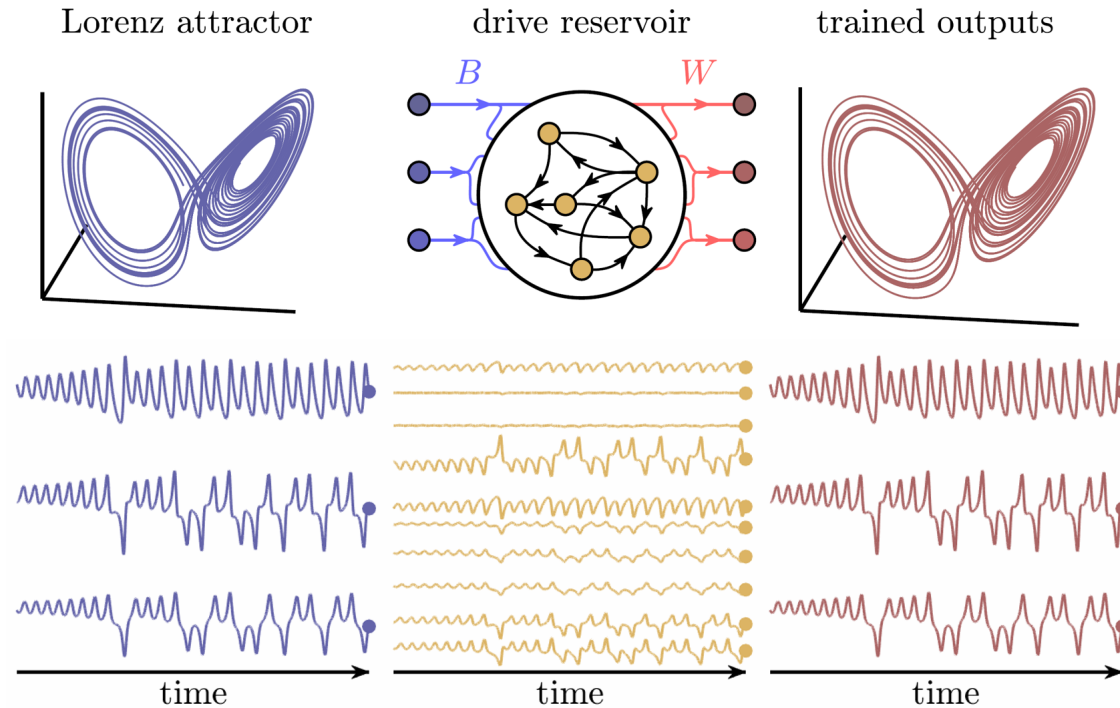 Lorenz attractor
drive reservoir
trained outputs
B
W
time
time
time